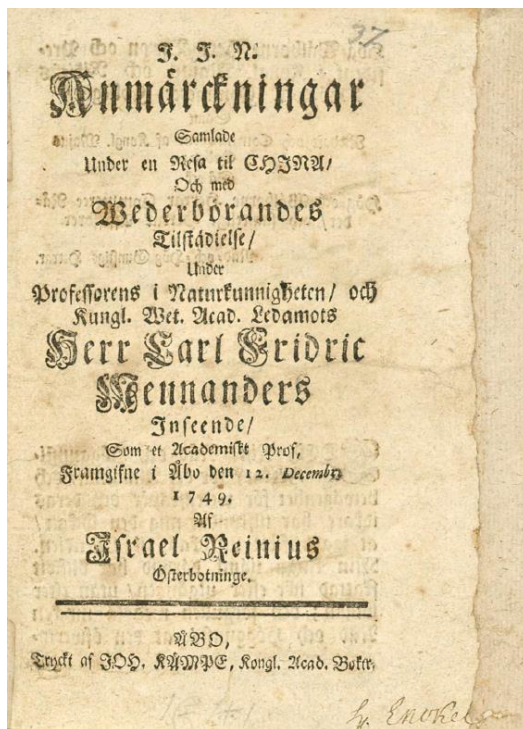 37
J. J. N.
Anmärckningar
Samlade
Under en Resa til CHINA/
Och med
Wederbörandes
Tilstädielse/
Under
Professorens i Naturkunnigheten/ och
Kungl. Wet. Acad. Ledamots
Herr Carl Fridric
Mennanders
Inseende/
Som et Academiskt Prof,
Framgifne i Åbo den 12. Decembr,
1749.
Af
Israel Reinius
Österbotninge.
ÅBO,
Tryckt af JOH. KÄMPE, Kongl. Acad. Boktr.